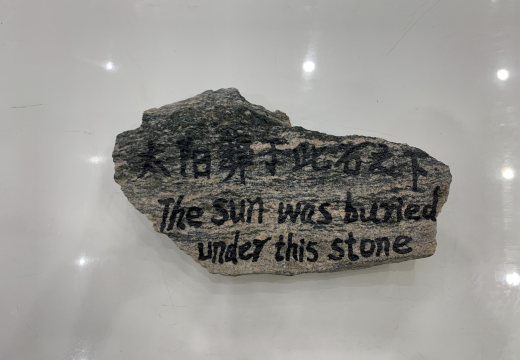 太阳葬于此石之下
The sun was buried
under this stone